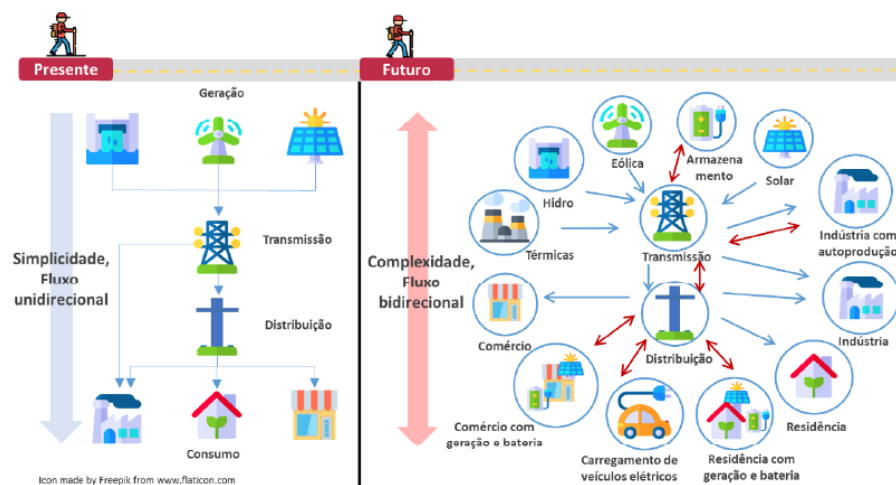 Presente
Geração
Transmissão
Simplicidade,
Fluxo
unidirecional
Distribuição
Consumo
Icon made by Freepik from www.flaticon.com
Futuro
Eólica
Armazena
mento
Solar
Hidro
Térmicas
Transmissão
Indústria com
autoprodução
Complexidade,
Fluxo
bidirecional
Comércio
Distribuição
Indústria
Residência
Comércio com
geração e bateria
Carregamento de
veículos elétricos
Residência com
geração e bateria